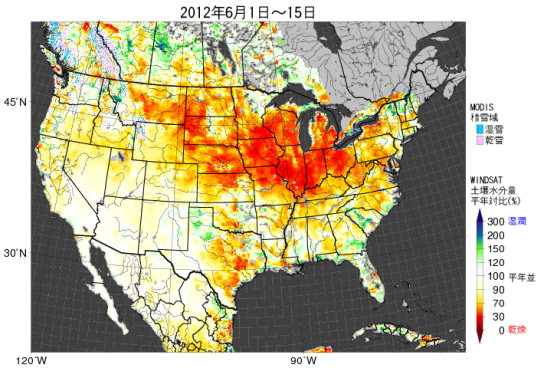 2012年6月1日～15日
45°N
30°N
120°W
90°W
MODIS
積雪域
湿雪
乾雪
WINDSAT
土壌水分量
平年対比(%)
300 湿潤
200
150
120
110 平年並
90
70
30
0 乾燥